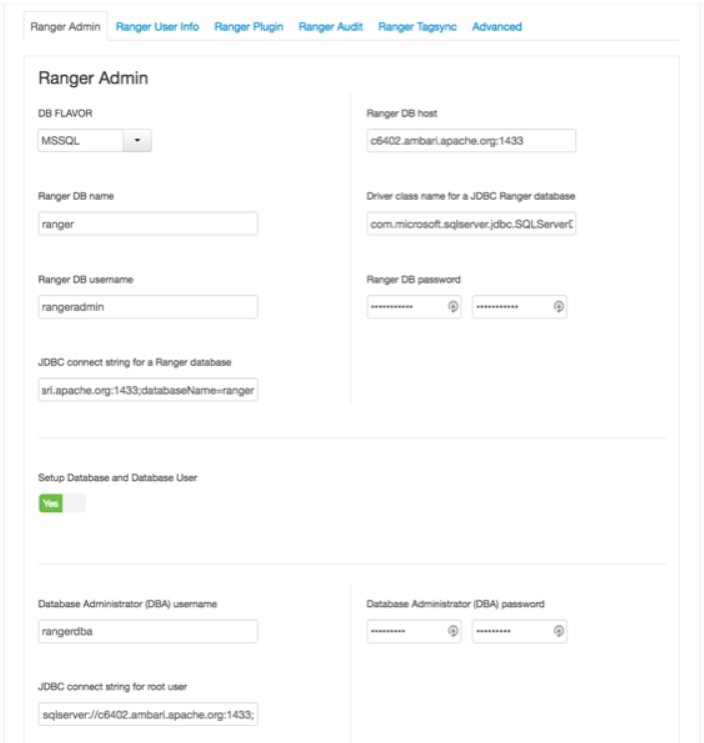 Ranger Admin Ranger User Info Ranger Plugin Ranger Audit Ranger Tagsync Advanced
Ranger Admin
DB FLAVOR
MSSQL
Ranger DB host
c6402.ambari.apache.org:1433
Ranger DB name
ranger
Driver class name for a JDBC Ranger database
com.microsoft.sqlserver.jdbc.SQLServerD
Ranger DB username
rangeradmin
Ranger DB password
••••••••••• •••••••••••
JDBC connect string for a Ranger database
ari.apache.org:1433;databaseName=ranger
Setup Database and Database User
Yes
Database Administrator (DBA) username
rangerdba
Database Administrator (DBA) password
••••••••• •••••••••
JDBC connect string for root user
sqlserver://c6402.ambari.apache.org:1433;